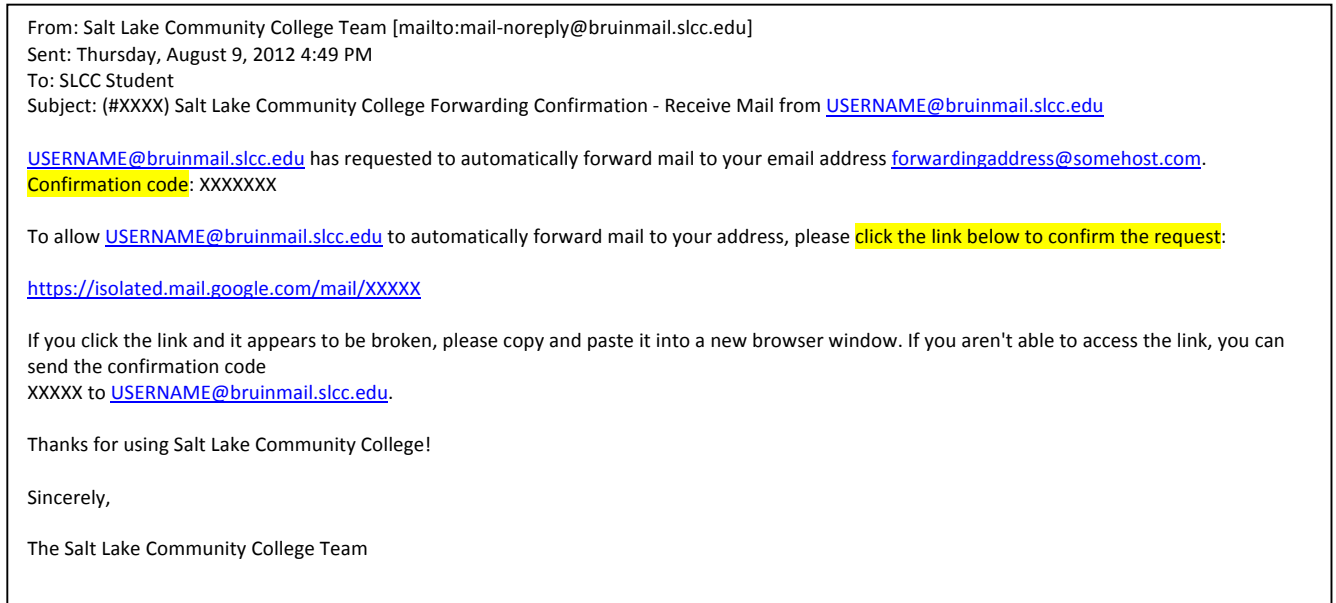 From: Salt Lake Community College Team [mailto:mail-noreply@bruinmail.slcc.edu]
Sent: Thursday, August 9, 2012 4:49 PM
To: SLCC Student
Subject: (#XXXX) Salt Lake Community College Forwarding Confirmation - Receive Mail from USERNAME@bruinmail.slcc.edu
USERNAME@bruinmail.slcc.edu has requested to automatically forward mail to your email address forwardingaddress@somehost.com.
Confirmation code: XXXXXXX
To allow USERNAME@bruinmail.slcc.edu to automatically forward mail to your address, please click the link below to confirm the request:
https://isolated.mail.google.com/mail/XXXXX
If you click the link and it appears to be broken, please copy and paste it into a new browser window. If you aren't able to access the link, you can
send the confirmation code
XXXXX to USERNAME@bruinmail.slcc.edu.
Thanks for using Salt Lake Community College!
Sincerely,
The Salt Lake Community College Team